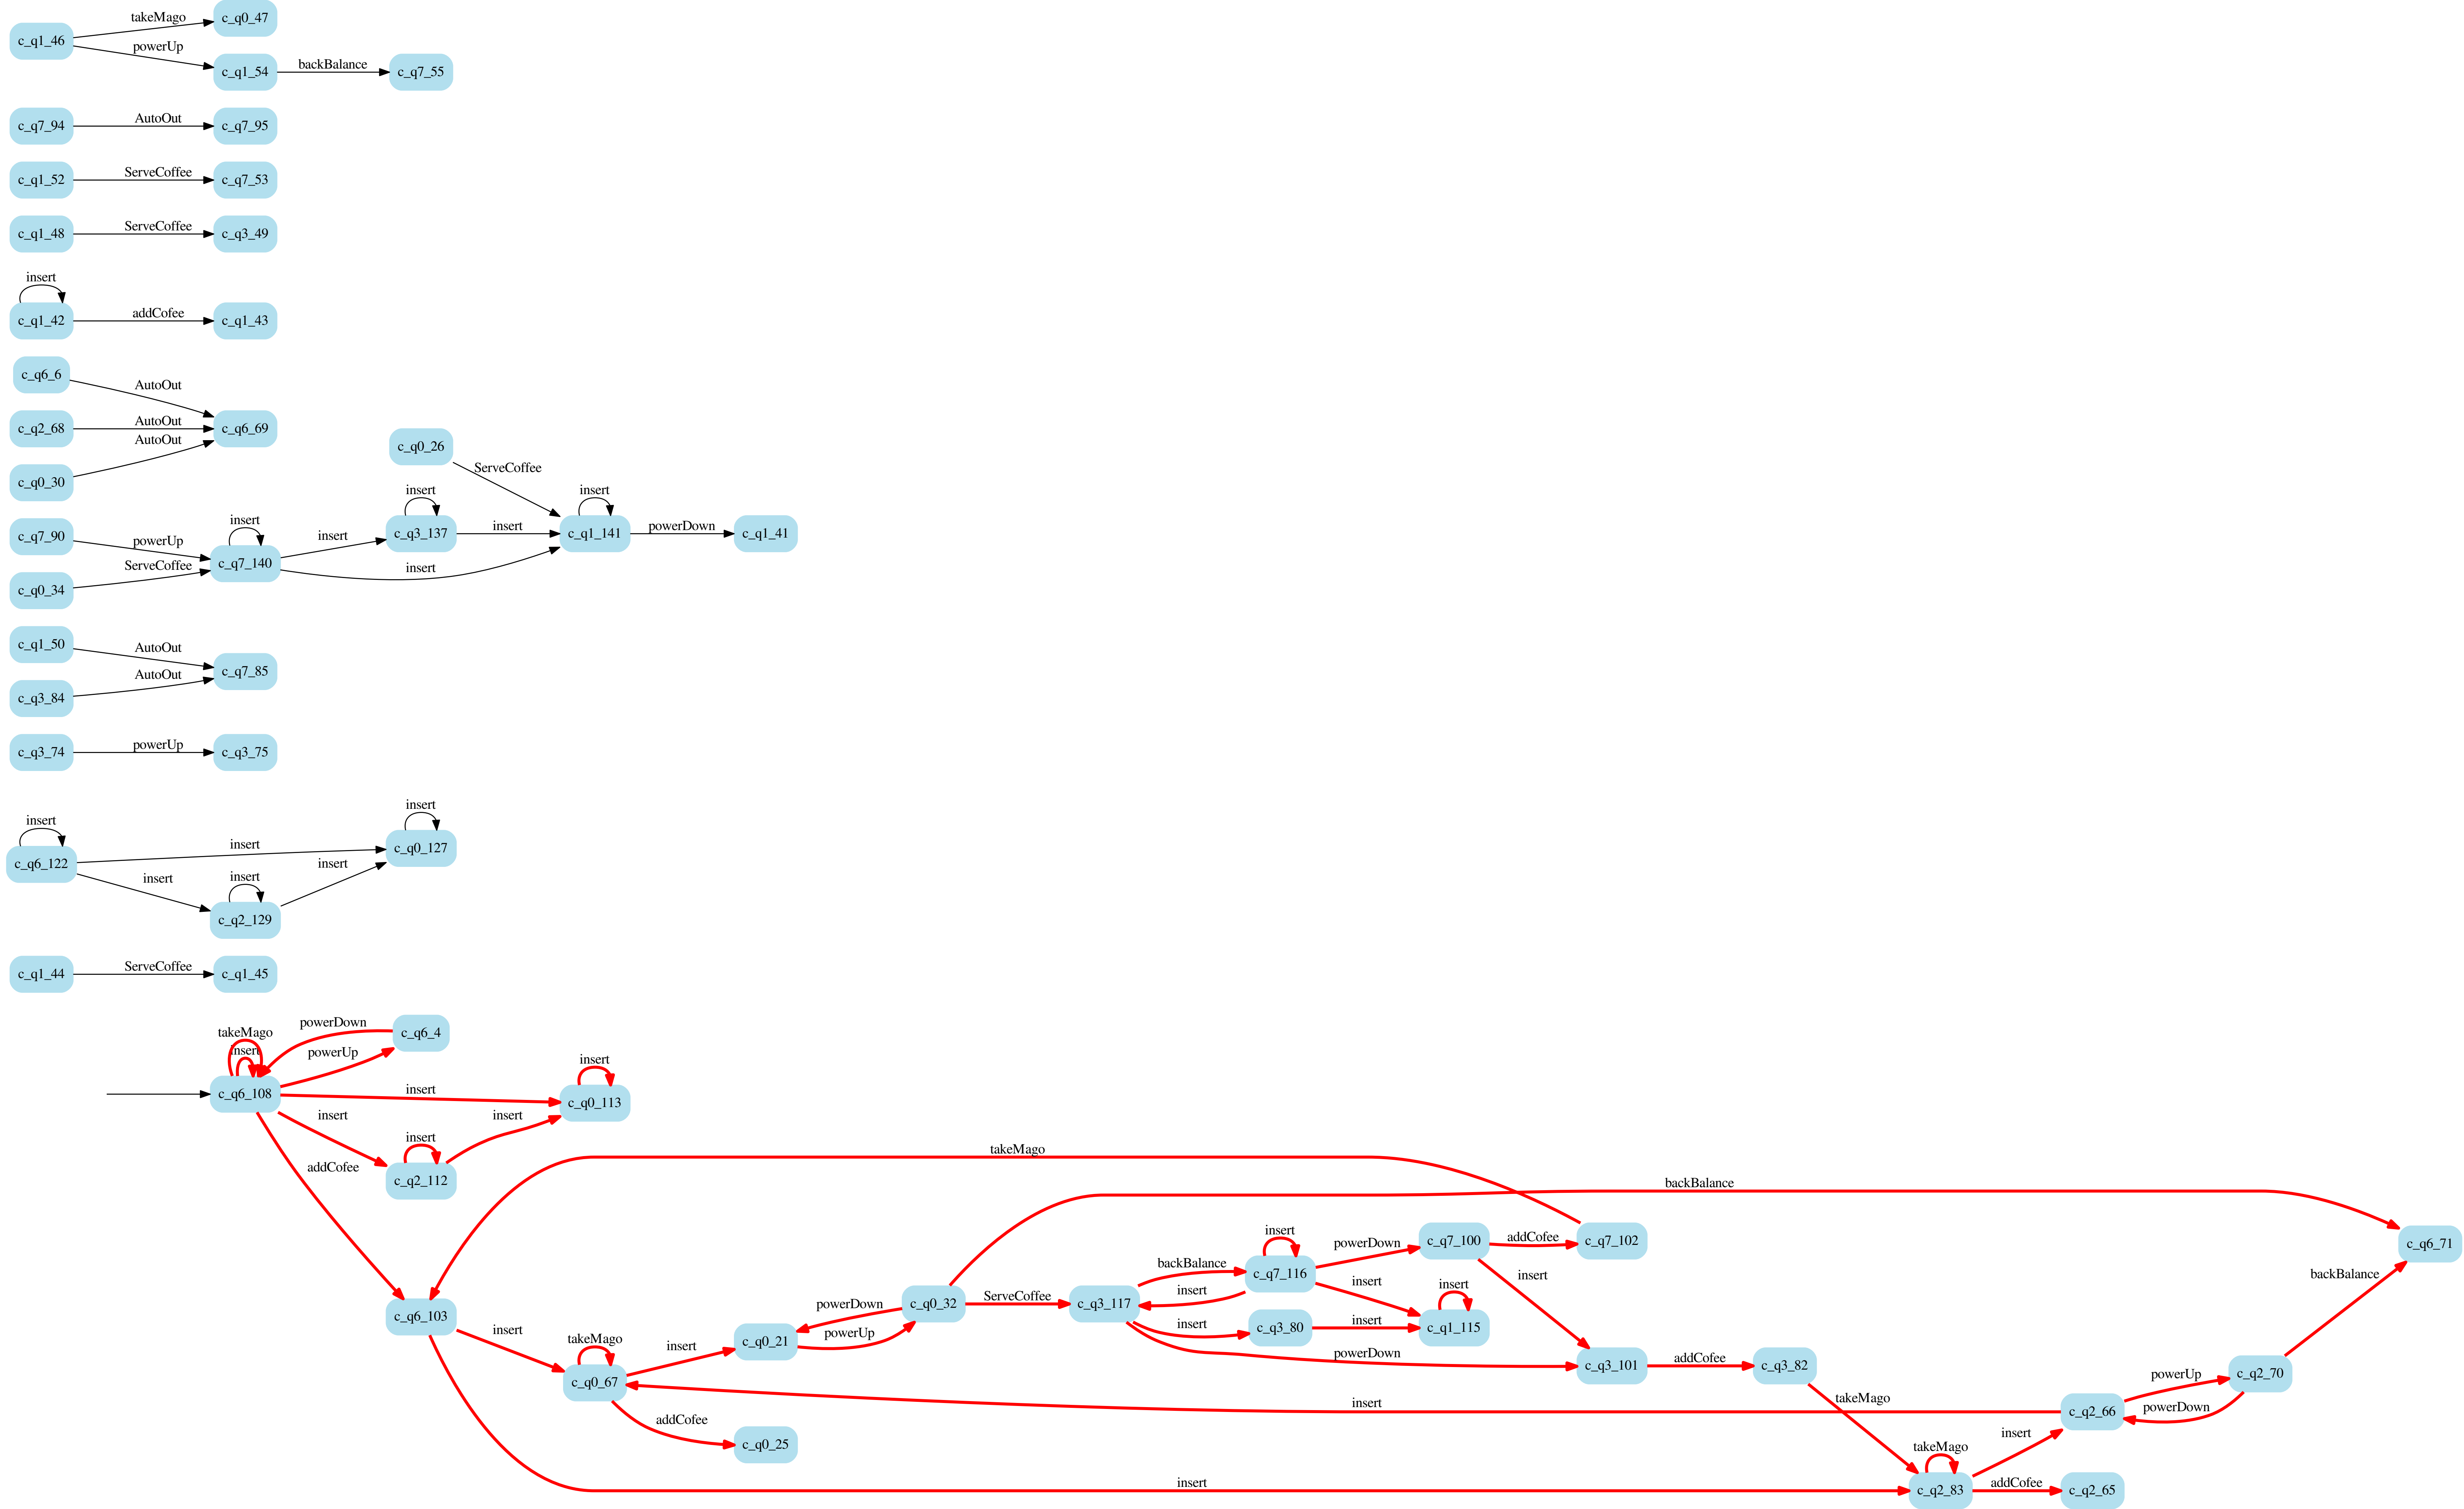 takeMago
c_q0_47
c_q1_46
powerUp
c_q1_54
backBalance
c_q7_55
c_q7_94
AutoOut
c_q7_95
c_q1_52
ServeCoffee
c_q7_53
c_q1_48
ServeCoffee
c_q3_49
insert
c_q1_42
addCofee
c_q1_43
c_q6_6
AutoOut
c_q2_68
AutoOut
c_q6_69
AutoOut
c_q0_30
c_q0_26
ServeCoffee
c_q7_90
powerUp
insert
c_q7_140
insert
insert
c_q3_137
insert
insert
c_q1_141
powerDown
c_q1_41
ServeCoffee
c_q0_34
insert
c_q1_50
AutoOut
c_q7_85
AutoOut
c_q3_84
c_q3_74
powerUp
c_q3_75
insert
c_q6_122
insert
insert
c_q0_127
insert
insert
insert
c_q2_129
c_q1_44
ServeCoffee
c_q1_45
takeMago
insert
powerDown
c_q6_4
powerUp
c_q6_108
insert
insert
c_q0_113
insert
insert
insert
c_q2_112
addCofee
takeMago
backBalance
c_q6_103
insert
takeMago
c_q0_67
insert
c_q0_21
powerDown
powerUp
c_q0_32
ServeCoffee
c_q3_117
backBalance
insert
insert
c_q7_116
powerDown
c_q7_100
addCofee
c_q7_102
c_q6_71
insert
insert
insert
c_q3_80
insert
c_q1_115
insert
powerDown
c_q3_101
addCofee
c_q3_82
takeMago
backBalance
powerUp
c_q2_70
c_q2_66
powerDown
insert
addCofee
c_q0_25
insert
takeMago
insert
c_q2_83
addCofee
c_q2_65